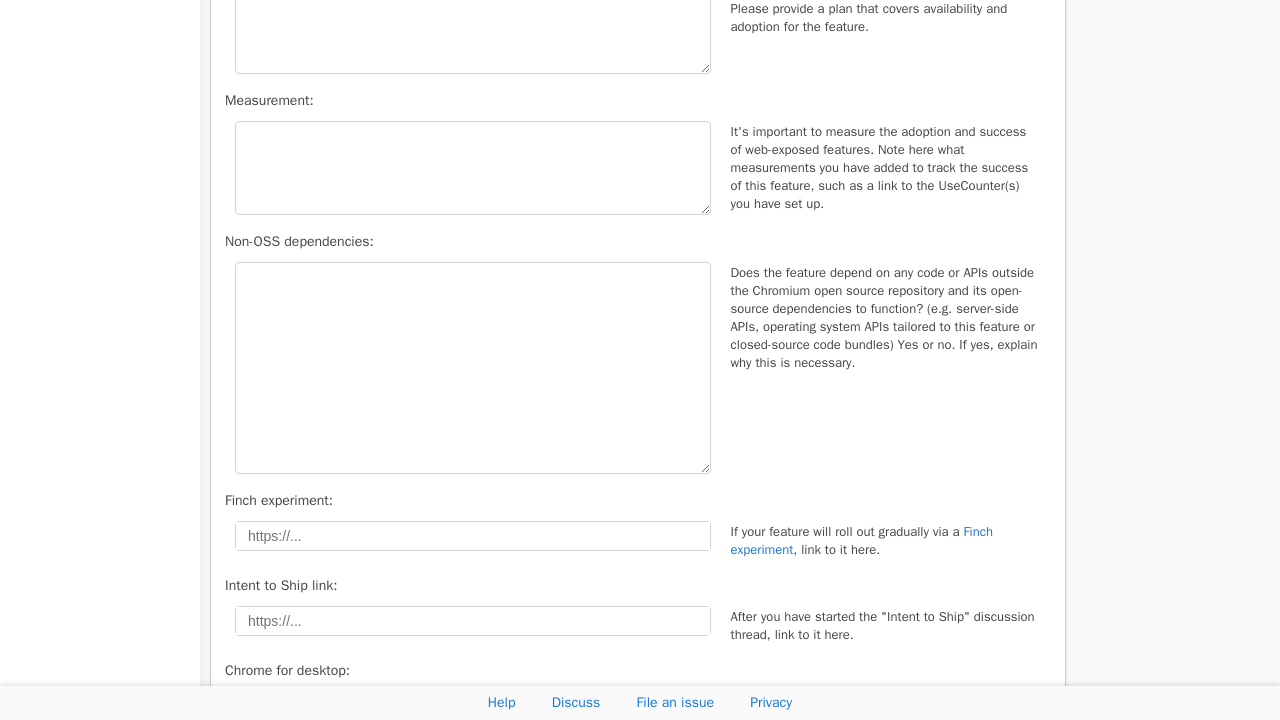 Please provide a plan that covers availability and
adoption for the feature.
Measurement:
It's important to measure the adoption and success
of web-exposed features. Note here what
measurements you have added to track the success
of this feature, such as a link to the UseCounter(s)
you have set up.
Non-OSS dependencies:
Does the feature depend on any code or APIs outside
the Chromium open source repository and its open-
source dependencies to function? (e.g. server-side
APIs, operating system APIs tailored to this feature or
closed-source code bundles) Yes or no. If yes, explain
why this is necessary.
Finch experiment:
https://...
If your feature will roll out gradually via a Finch
experiment, link to it here.
Intent to Ship link:
https://...
After you have started the "Intent to Ship" discussion
thread, link to it here.
Chrome for desktop:
Help Discuss File an issue Privacy